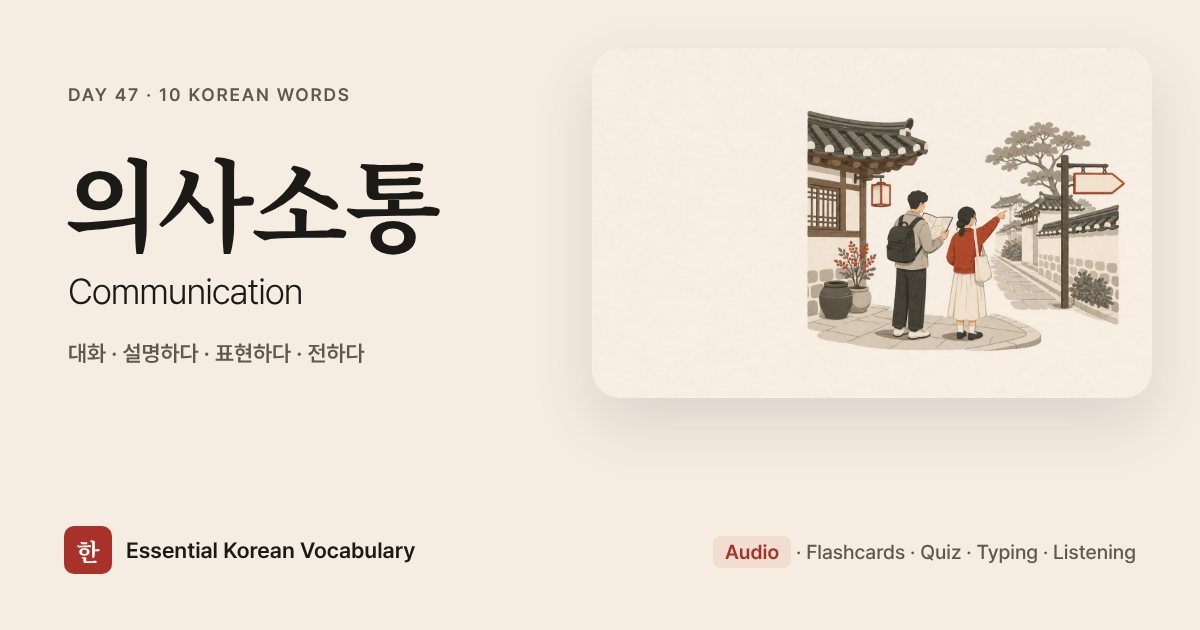 DAY 47 · 10 KOREAN WORDS
의사소통
Communication
대화 · 설명하다 · 표현하다 · 전하다
한 Essential Korean Vocabulary
Audio · Flashcards · Quiz · Typing · Listening